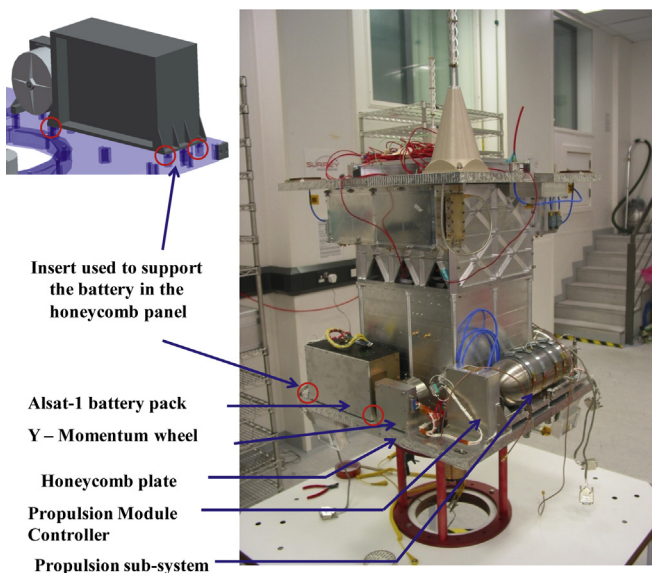 Insert used to support
the battery in the
honeycomb panel
Alsat-1 battery pack
Y – Momentum wheel
Honeycomb plate
Propulsion Module
Controller
Propulsion sub-system